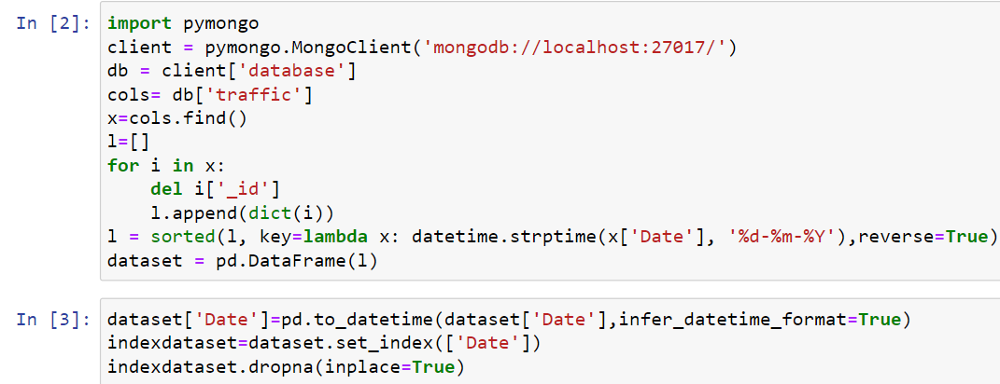 In [2]: import pymongo
client = pymongo.MongoClient('mongodb://localhost:27017/')
db = client['database']
cols= db['traffic']
x=cols.find()
l=[]
for i in x:
    del i['_id']
    l.append(dict(i))
l = sorted(l, key=lambda x: datetime.strptime(x['Date'], '%d-%m-%Y'),reverse=True)
dataset = pd.DataFrame(l)
In [3]: dataset['Date']=pd.to_datetime(dataset['Date'],infer_datetime_format=True)
indexdataset=dataset.set_index(['Date'])
indexdataset.dropna(inplace=True)